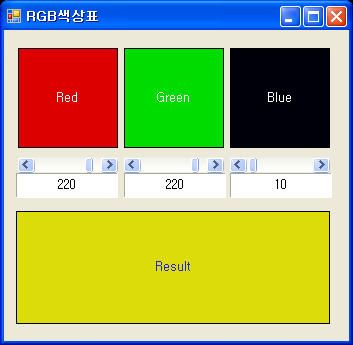 RGB색상표
Red Green Blue
220 220 10
Result